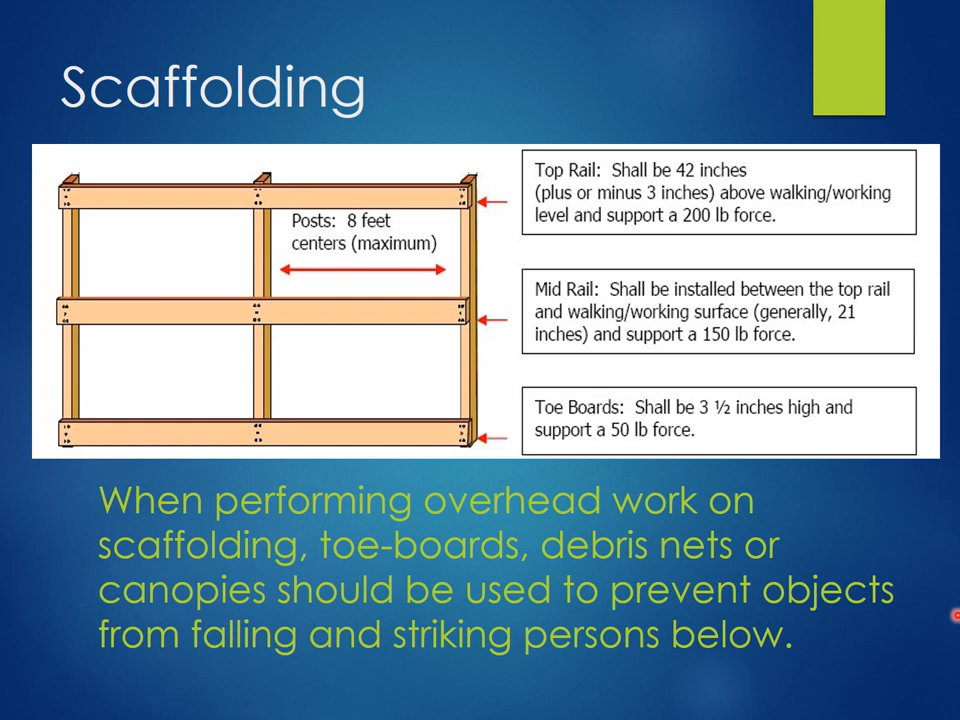 Scaffolding
Posts: 8 feet
centers (maximum)
Top Rail: Shall be 42 inches
(plus or minus 3 inches) above walking/working
level and support a 200 lb force.
Mid Rail: Shall be installed between the top rail
and walking/working surface (generally, 21
inches) and support a 150 lb force.
Toe Boards: Shall be 3 ½ inches high and
support a 50 lb force.
When performing overhead work on
scaffolding, toe-boards, debris nets or
canopies should be used to prevent objects
from falling and striking persons below.